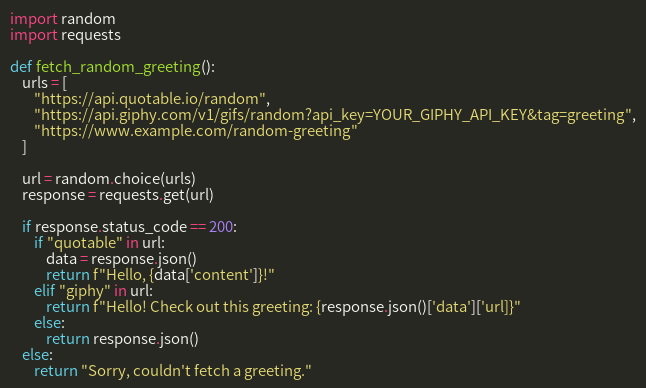 import random
import requests

def fetch_random_greeting():
    urls = [
        "https://api.quotable.io/random",
        "https://api.giphy.com/v1/gifs/random?api_key=YOUR_GIPHY_API_KEY&tag=greeting",
        "https://www.example.com/random-greeting"
    ]

    url = random.choice(urls)
    response = requests.get(url)

    if response.status_code == 200:
        if "quotable" in url:
            data = response.json()
            return f"Hello, {data['content']}!"
        elif "giphy" in url:
            return f"Hello! Check out this greeting: {response.json()['data']['url]}"
        else:
            return response.json()
    else:
        return "Sorry, couldn't fetch a greeting."